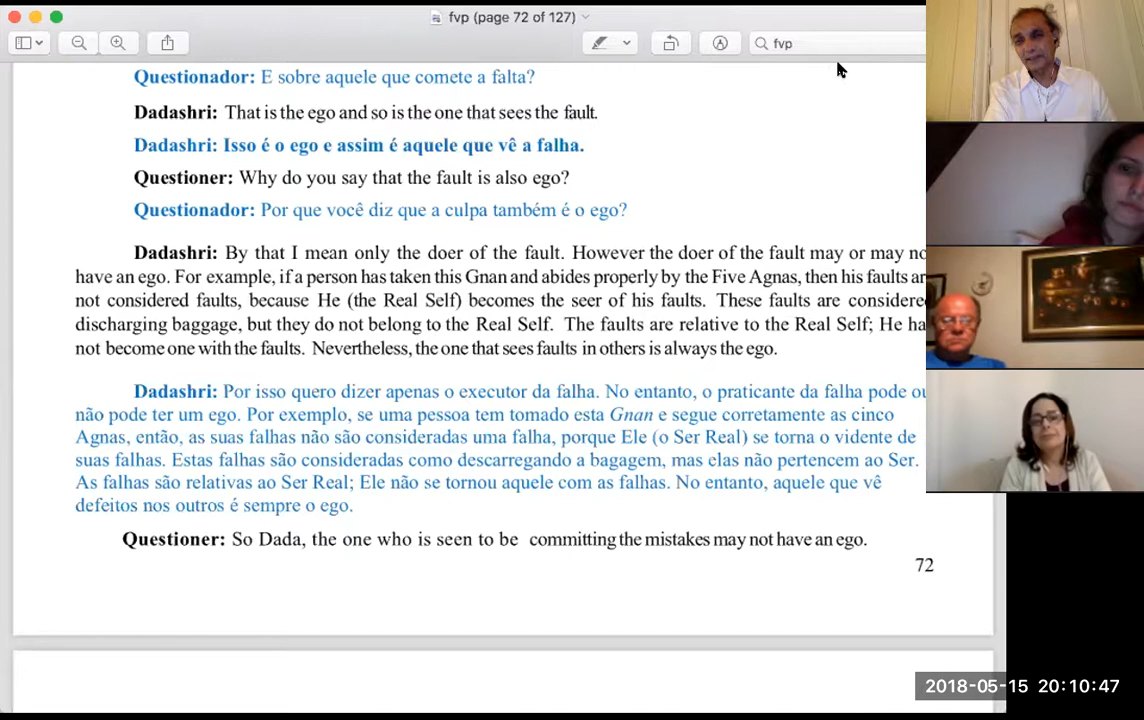 fvp (page 72 of 127)
fvp
Questionador: E sobre aquele que comete a falta?
Dadashri: That is the ego and so is the one that sees the fault.
Dadashri: Isso é o ego e assim é aquele que vê a falha.
Questioner: Why do you say that the fault is also ego?
Questionador: Por que você diz que a culpa também é o ego?
Dadashri: By that I mean only the doer of the fault. However the doer of the fault may or may no
have an ego. For example, if a person has taken this Gnan and abides properly by the Five Agnas, then his faults ar
not considered faults, because He (the Real Self) becomes the seer of his faults. These faults are considere
discharging baggage, but they do not belong to the Real Self. The faults are relative to the Real Self; He ha
not become one with the faults. Nevertheless, the one that sees faults in others is always the ego.
Dadashri: Por isso quero dizer apenas o executor da falha. No entanto, o praticante da falha pode ou
não pode ter um ego. Por exemplo, se uma pessoa tem tomado esta Gnan e segue corretamente as cinco
Agnas, então, as suas falhas não são consideradas uma falha, porque Ele (o Ser Real) se torna o vidente de
suas falhas. Estas falhas são consideradas como descarregando a bagagem, mas elas não pertencem ao Ser.
As falhas são relativas ao Ser Real; Ele não se tornou aquele com as falhas. No entanto, aquele que vê
defeitos nos outros é sempre o ego.
Questioner: So Dada, the one who is seen to be committing the mistakes may not have an ego.
72
2018-05-15 20:10:47